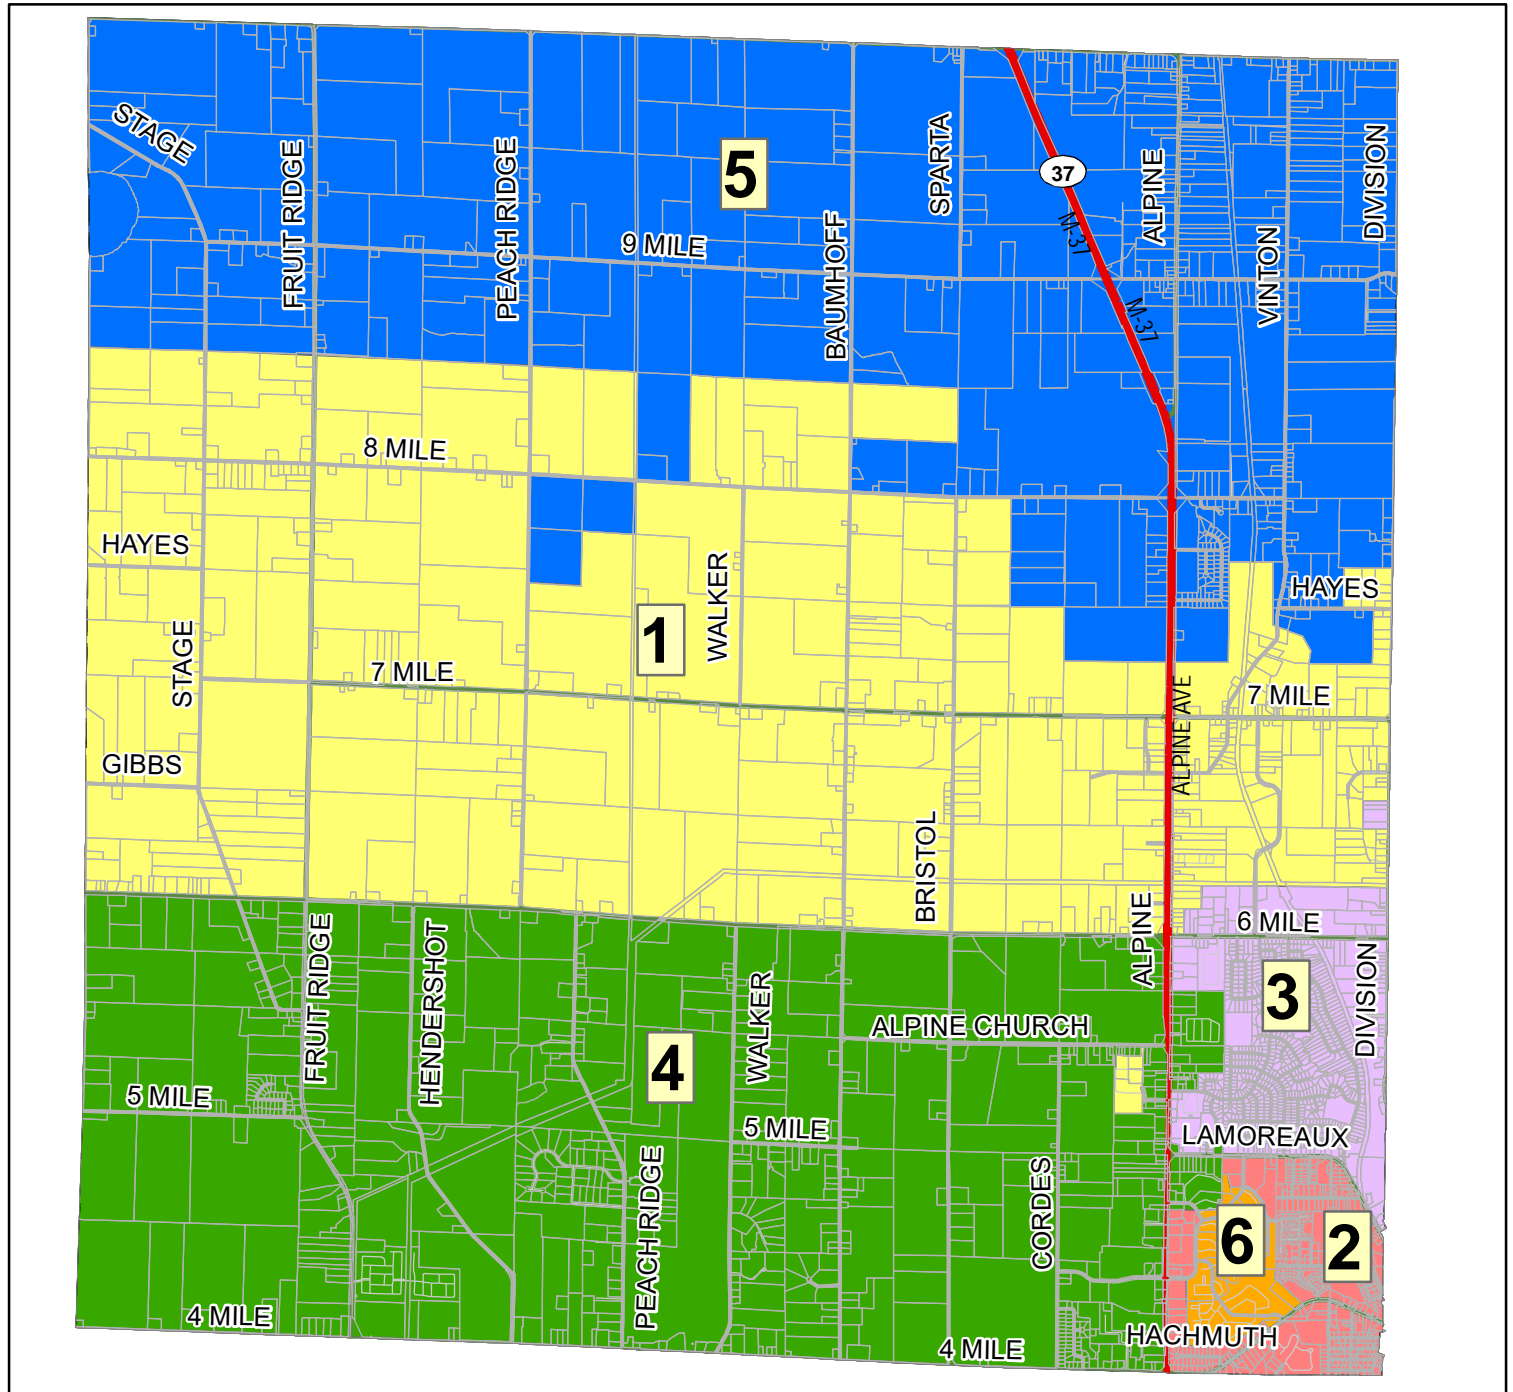 STAGE
FRUIT RIDGE
PEACH RIDGE
5
9 MILE
BAUMHOFF
SPARTA
37
M-37
M-37
ALPINE
VINTON
DIVISION
8 MILE
HAYES
STAGE
1
WALKER
7 MILE
HAYES
7 MILE
ALPINE AVE
GIBBS
BRISTOL
ALPINE
6 MILE
FRUIT RIDGE
HENDERSHOT
WALKER
3
DIVISION
ALPINE CHURCH
4
5 MILE
5 MILE
LAMOREAUX
PEACH RIDGE
CORDES
6
2
4 MILE
4 MILE
HACHMUTH